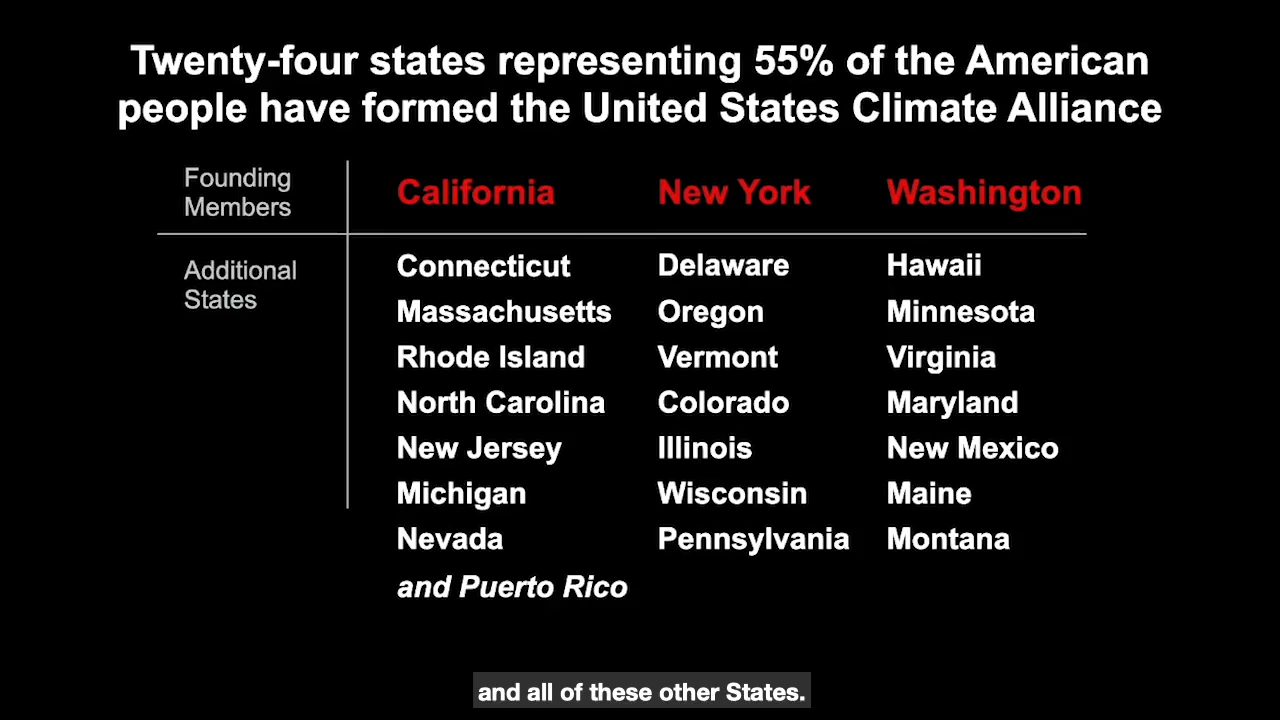 Twenty-four states representing 55% of the American
people have formed the United States Climate Alliance
Founding
Members
California New York Washington
Additional
States
Connecticut Delaware Hawaii
Massachusetts Oregon Minnesota
Rhode Island Vermont Virginia
North Carolina Colorado Maryland
New Jersey Illinois New Mexico
Michigan Wisconsin Maine
Nevada Pennsylvania Montana
and Puerto Rico
and all of these other States.